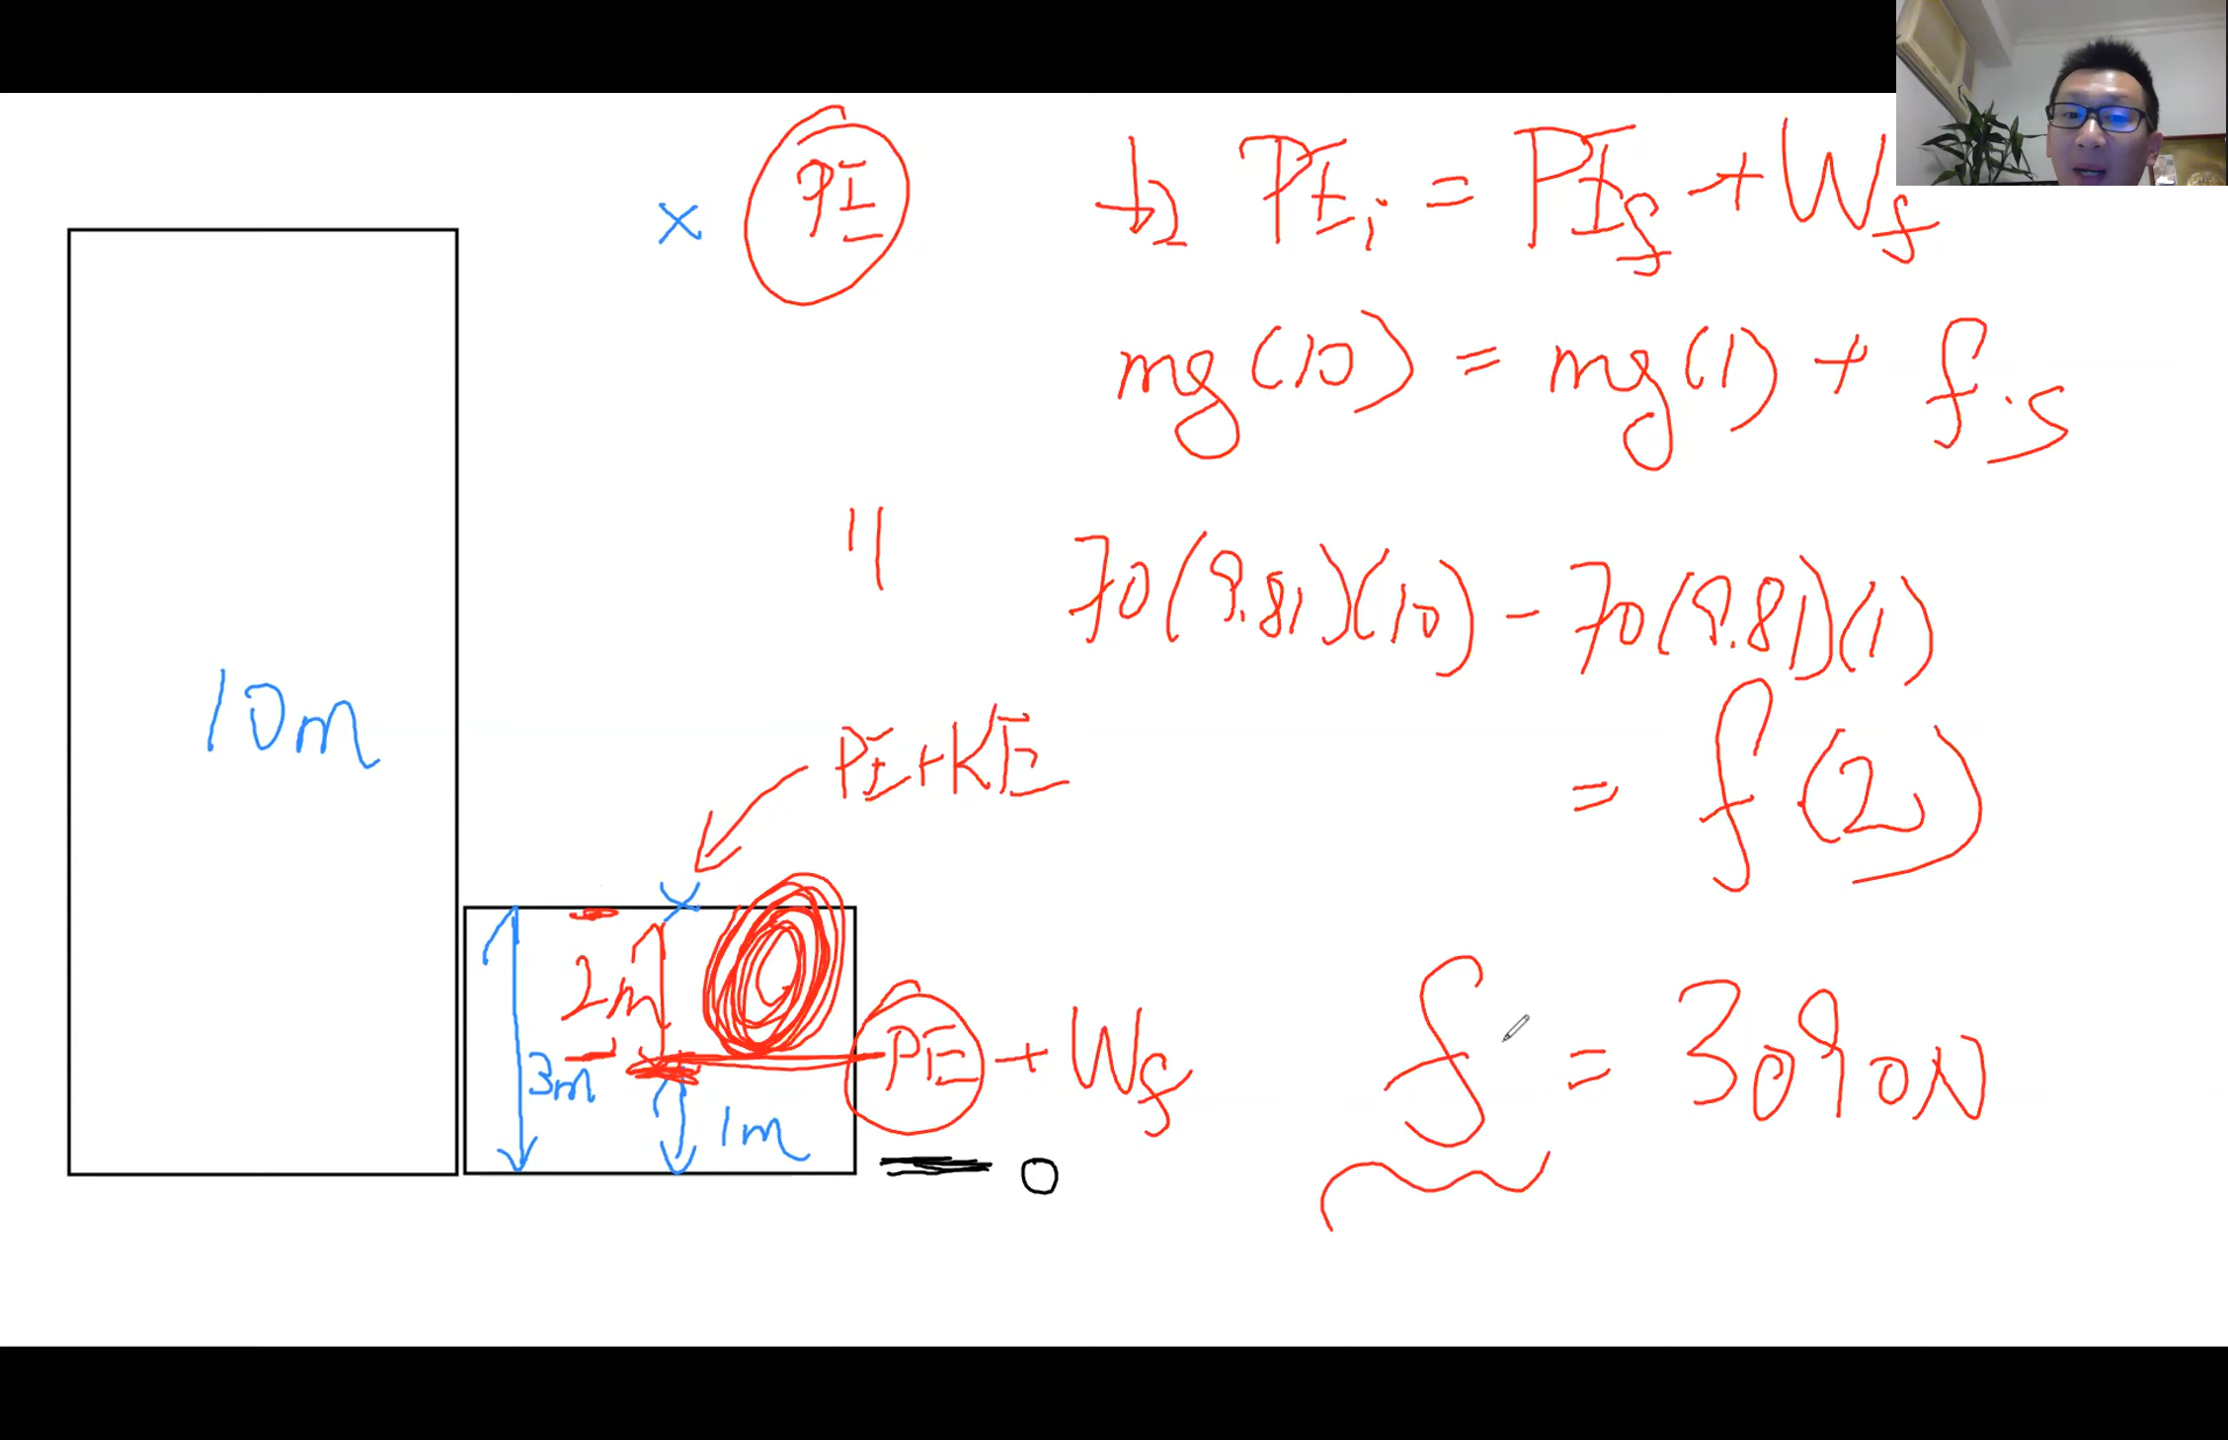 PE
b) PEi = PEf + Wf
mg(10) = mg(1) + f·s
70(9.81)(10) - 70(9.81)(1)
= f(2)
10m
PE+KE
2m
3m
1m
PE + Wf
0
f = 3090N